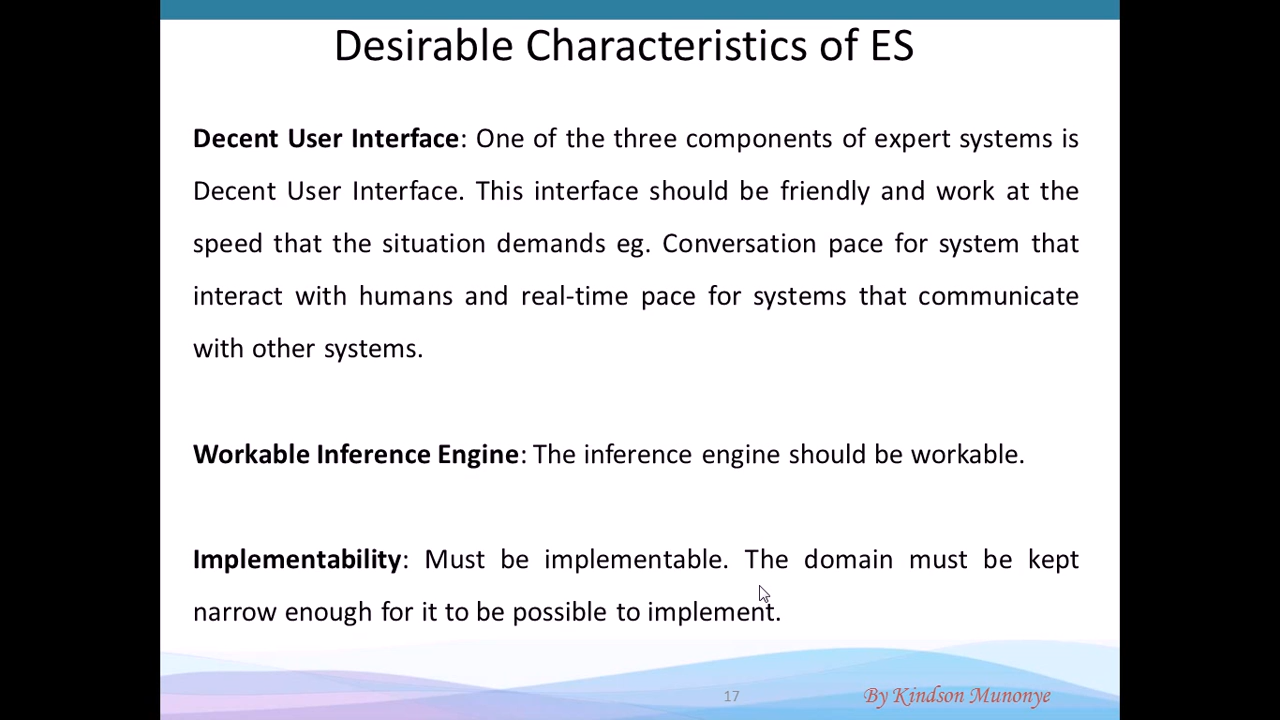 Desirable Characteristics of ES
Decent User Interface: One of the three components of expert systems is
Decent User Interface. This interface should be friendly and work at the
speed that the situation demands eg. Conversation pace for system that
interact with humans and real-time pace for systems that communicate
with other systems.
Workable Inference Engine: The inference engine should be workable.
Implementability: Must be implementable. The domain must be kept
narrow enough for it to be possible to implement.
17
By Kindson Munonye